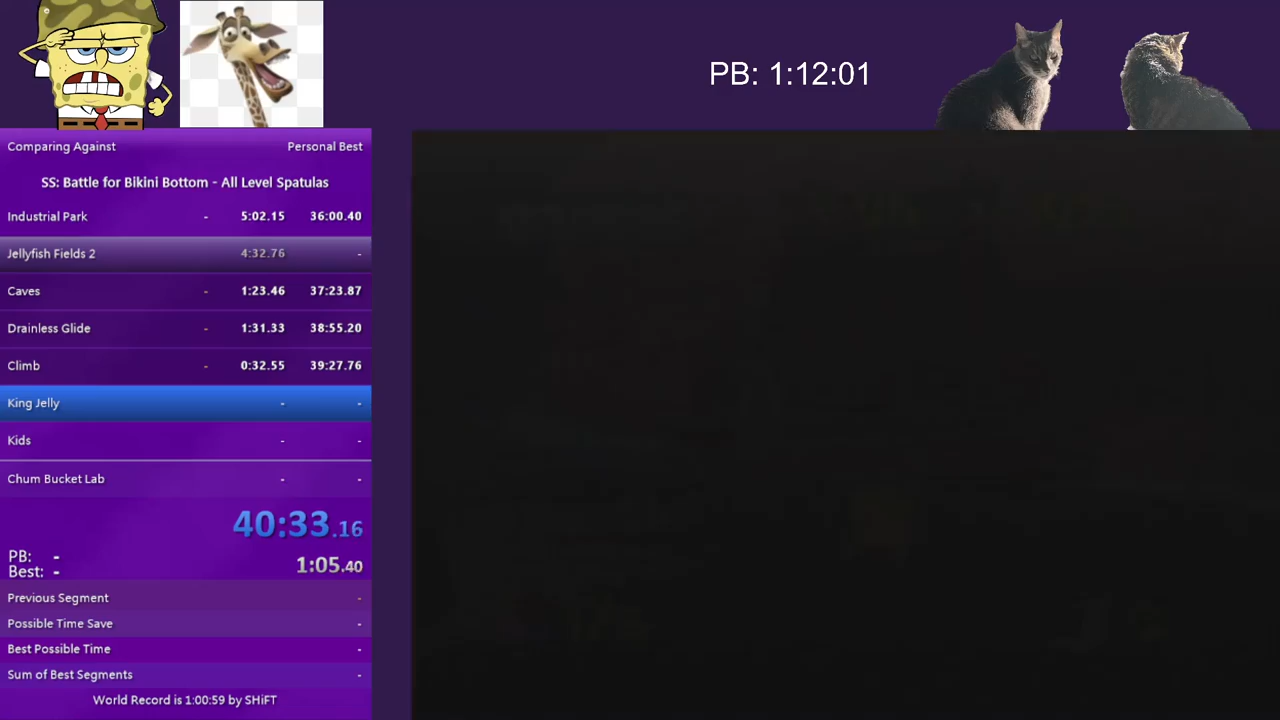 PB: 1:12:01
Comparing Against Personal Best
SS: Battle for Bikini Bottom - All Level Spatulas
Industrial Park - 5:02.15 36:00.40
Jellyfish Fields 2 4:32.76 -
Caves - 1:23.46 37:23.87
Drainless Glide - 1:31.33 38:55.20
Climb - 0:32.55 39:27.76
King Jelly - -
Kids - -
Chum Bucket Lab - -
40:33.16
PB: -
Best: - 1:05.40
Previous Segment -
Possible Time Save -
Best Possible Time -
Sum of Best Segments -
World Record is 1:00:59 by SHiFT